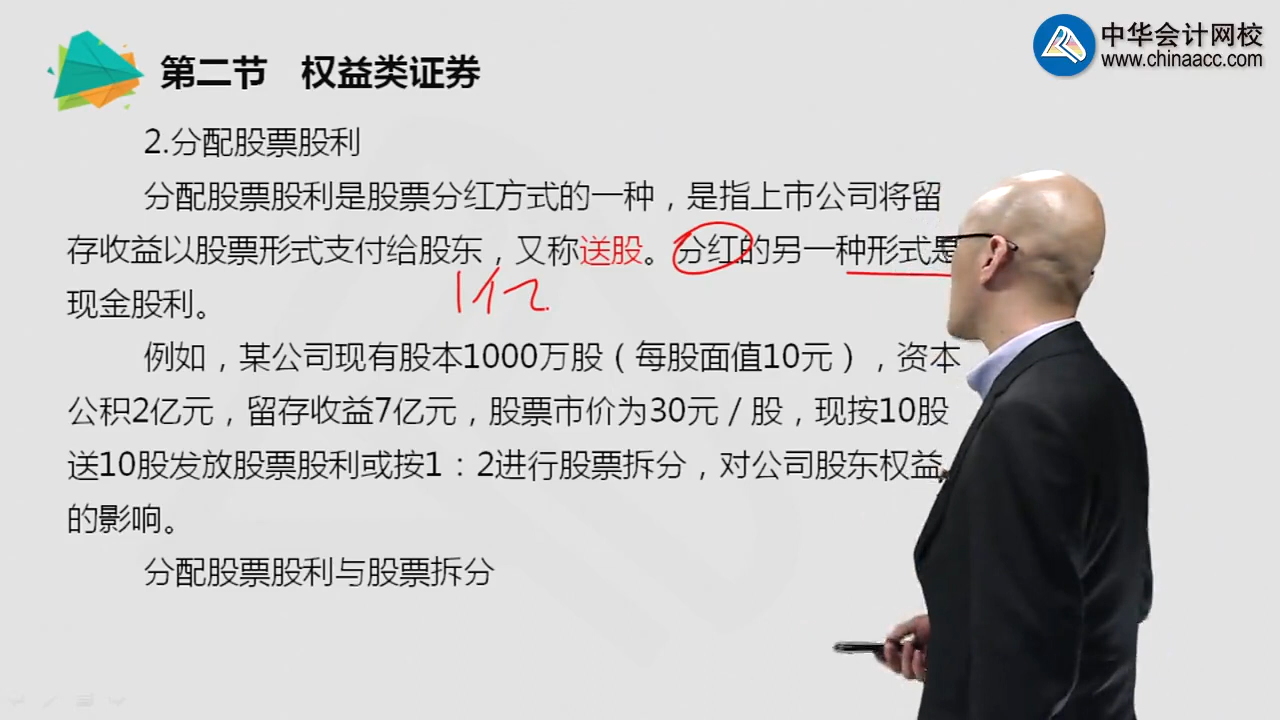 中华会计网校
www.chinaacc.com
第二节 权益类证券
2.分配股票股利
分配股票股利是股票分红方式的一种，是指上市公司将留
存收益以股票形式支付给股东，又称送股。分红的另一种形式是
现金股利。
1亿
例如，某公司现有股本1000万股（每股面值10元），资本
公积2亿元，留存收益7亿元，股票市价为30元／股，现按10股
送10股发放股票股利或按1：2进行股票拆分，对公司股东权益
的影响。
分配股票股利与股票拆分